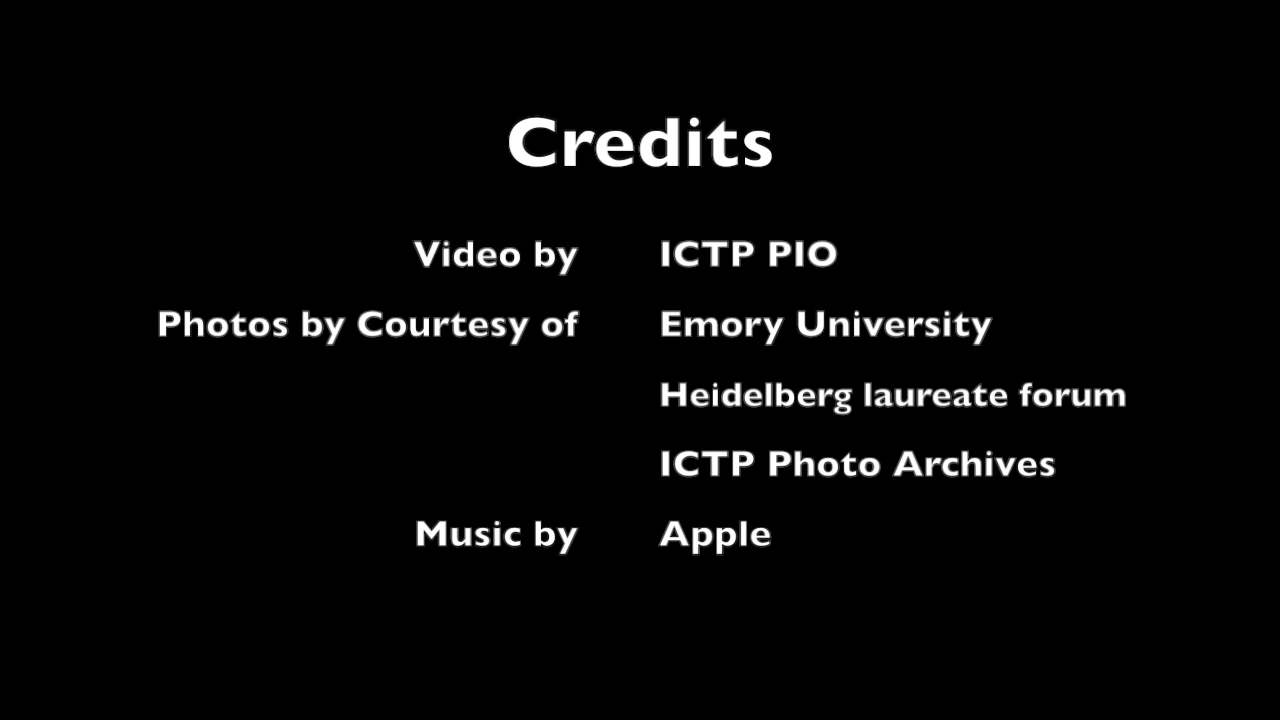 Credits
Video by ICTP PIO
Photos by Courtesy of Emory University
Heidelberg laureate forum
ICTP Photo Archives
Music by Apple